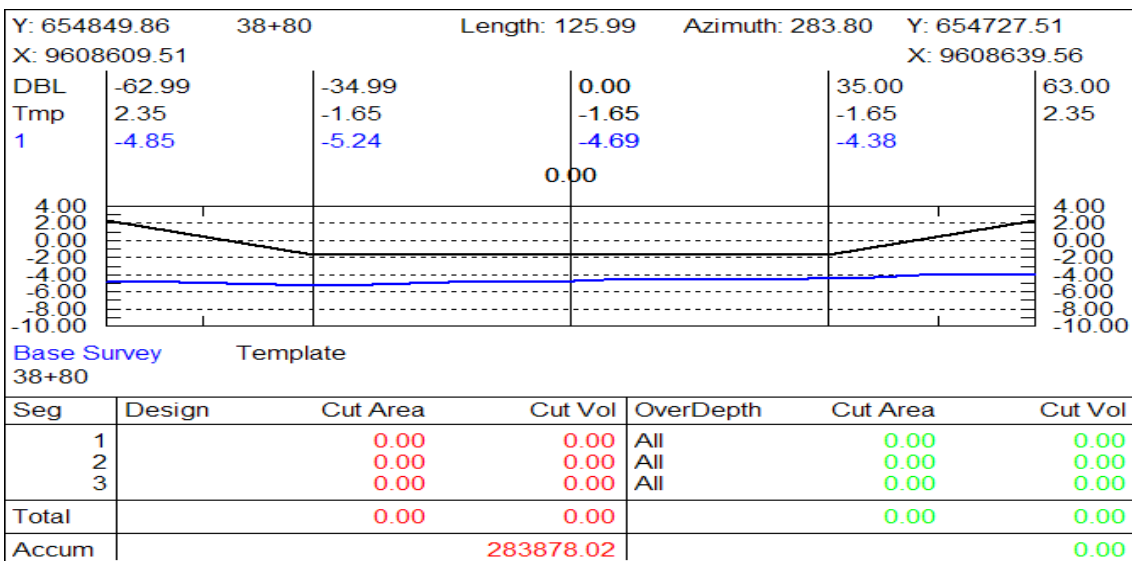 Y: 654849.86 38+80 Length: 125.99 Azimuth: 283.80 Y: 654727.51
X: 9608609.51 X: 9608639.56
DBL -62.99 -34.99 0.00 35.00 63.00
Tmp 2.35 -1.65 -1.65 -1.65 2.35
1 -4.85 -5.24 -4.69 -4.38
0.00
4.00 4.00
2.00 2.00
0.00 0.00
-2.00 -2.00
-4.00 -4.00
-6.00 -6.00
-8.00 -8.00
-10.00 -10.00
Base Survey Template
38+80
Seg Design Cut Area Cut Vol OverDepth Cut Area Cut Vol
1 0.00 0.00 All 0.00 0.00
2 0.00 0.00 All 0.00 0.00
3 0.00 0.00 All 0.00 0.00
Total 0.00 0.00 0.00 0.00
Accum 283878.02 0.00